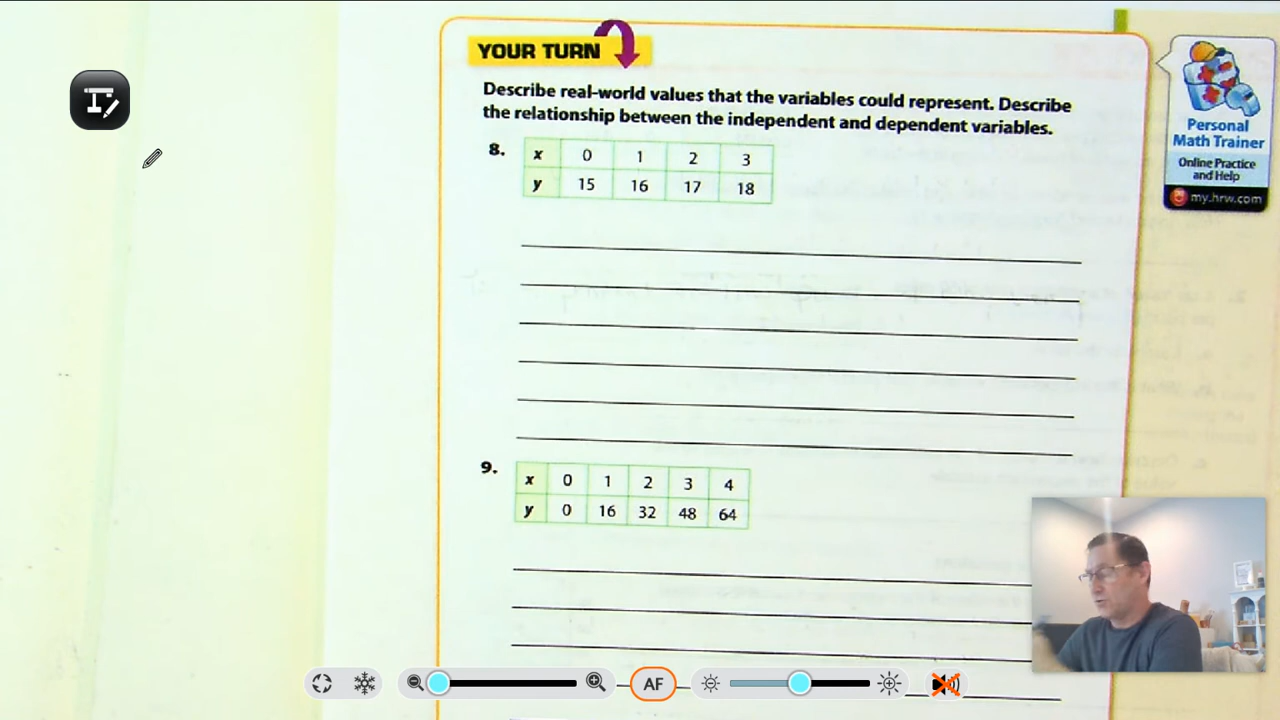 YOUR TURN
Describe real-world values that the variables could represent. Describe
the relationship between the independent and dependent variables.
8. x 0 1 2 3
y 15 16 17 18
9. x 0 1 2 3 4
y 0 16 32 48 64
Personal
Math Trainer
Online Practice
and Help
my.hrw.com
AF